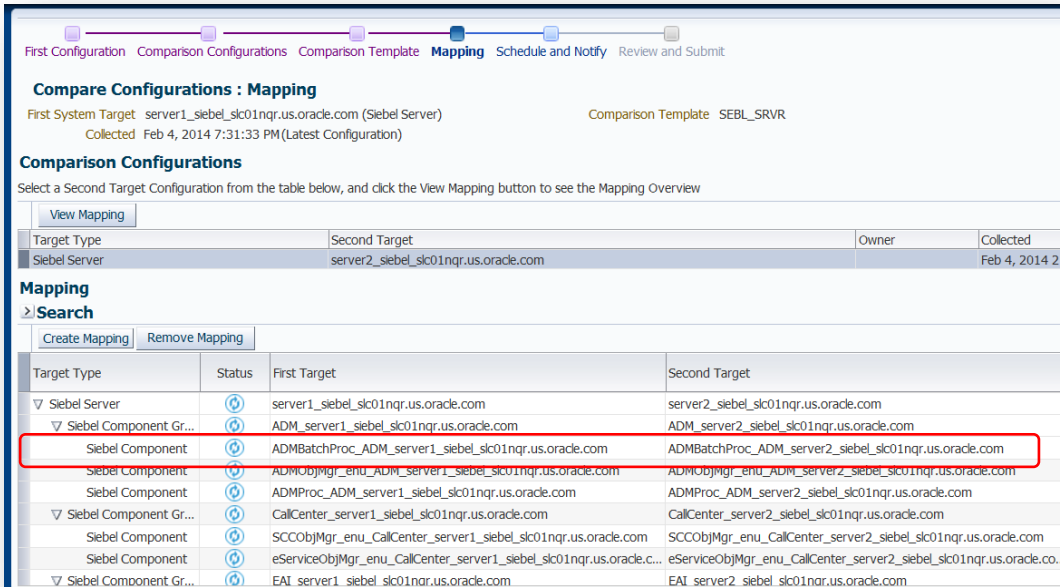 First Configuration Comparison Configurations Comparison Template Mapping Schedule and Notify Review and Submit
Compare Configurations : Mapping
First System Target server1_siebel_slc01nqr.us.oracle.com (Siebel Server) Comparison Template SEBL_SRVR
Collected Feb 4, 2014 7:31:33 PM(Latest Configuration)
Comparison Configurations
Select a Second Target Configuration from the table below, and click the View Mapping button to see the Mapping Overview
View Mapping
Target Type Second Target Owner Collected
Siebel Server server2_siebel_slc01nqr.us.oracle.com Feb 4, 2014 2
Mapping
Search
Create Mapping Remove Mapping
Target Type Status First Target Second Target
Siebel Server server1_siebel_slc01nqr.us.oracle.com server2_siebel_slc01nqr.us.oracle.com
Siebel Component Gr... ADM_server1_siebel_slc01nqr.us.oracle.com ADM_server2_siebel_slc01nqr.us.oracle.com
Siebel Component ADMBatchProc_ADM_server1_siebel_slc01nqr.us.oracle.com ADMBatchProc_ADM_server2_siebel_slc01nqr.us.oracle.com
Siebel Component ADMObjMgr_enu_ADM_server1_siebel_slc01nqr.us.oracle.com ADMObjMgr_enu_ADM_server2_siebel_slc01nqr.us.oracle.com
Siebel Component ADMProc_ADM_server1_siebel_slc01nqr.us.oracle.com ADMProc_ADM_server2_siebel_slc01nqr.us.oracle.com
Siebel Component Gr... CallCenter_server1_siebel_slc01nqr.us.oracle.com CallCenter_server2_siebel_slc01nqr.us.oracle.com
Siebel Component SCCObjMgr_enu_CallCenter_server1_siebel_slc01nqr.us.oracle.com SCCObjMgr_enu_CallCenter_server2_siebel_slc01nqr.us.oracle.com
Siebel Component eServiceObjMgr_enu_CallCenter_server1_siebel_slc01nqr.us.oracle.c... eServiceObjMgr_enu_CallCenter_server2_siebel_slc01nqr.us.oracle.co
Siebel Component Gr... EAI_server1_siebel_slc01nqr.us.oracle.com EAI_server2_siebel_slc01nqr.us.oracle.com